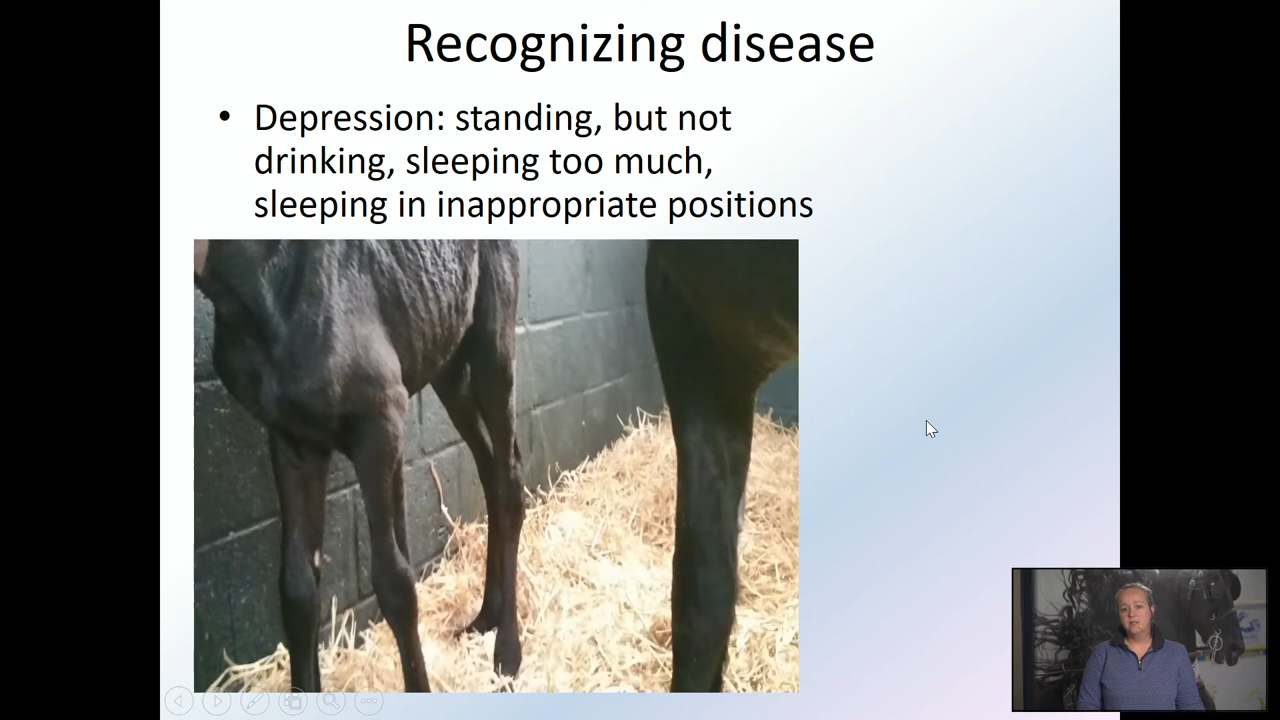 Recognizing disease
• Depression: standing, but not
drinking, sleeping too much,
sleeping in inappropriate positions